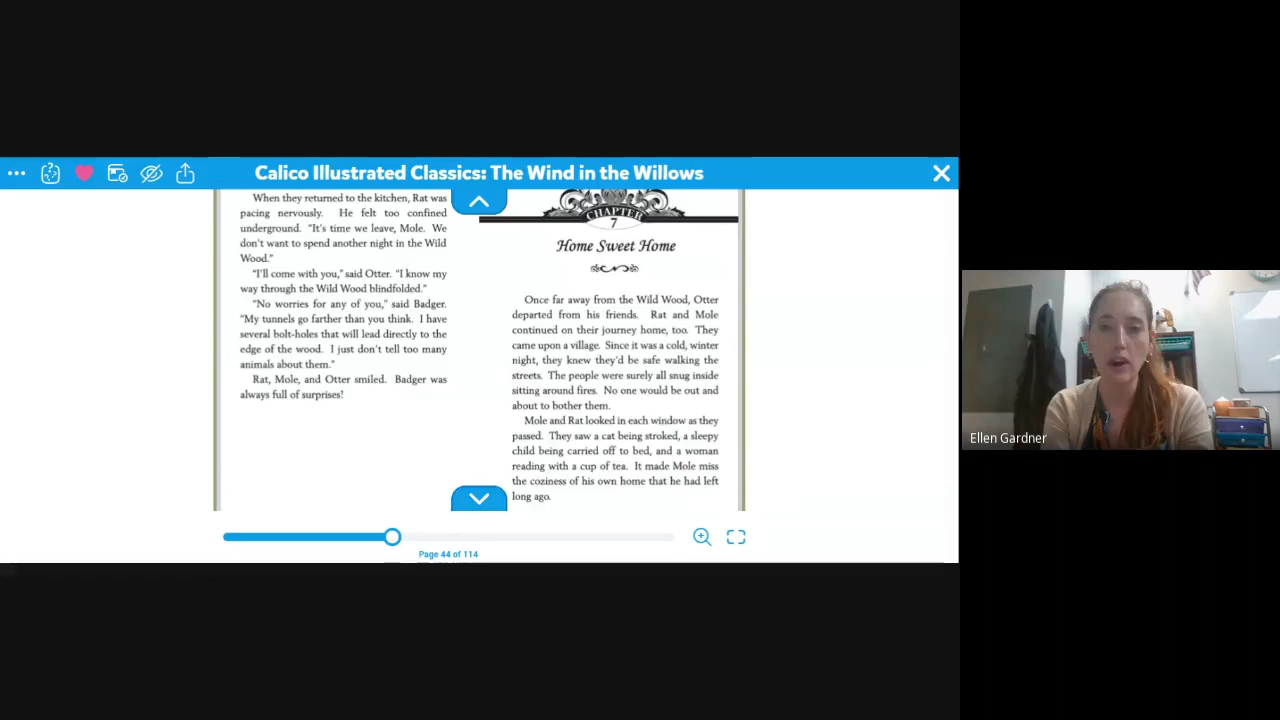 Calico Illustrated Classics: The Wind in the Willows
When they returned to the kitchen, Rat was
pacing nervously. He felt too confined
underground. “It’s time we leave, Mole. We
don’t want to spend another night in the Wild
Wood.”
“I’ll come with you,” said Otter. “I know my
way through the Wild Wood blindfolded.”
“No worries for any of you,” said Badger.
“My tunnels go farther than you think. I have
several bolt-holes that will lead directly to the
edge of the wood. I just don’t tell too many
animals about them.”
Rat, Mole, and Otter smiled. Badger was
always full of surprises!
CHAPTER
7
Home Sweet Home
Once far away from the Wild Wood, Otter
departed from his friends. Rat and Mole
continued on their journey home, too. They
came upon a village. Since it was a cold, winter
night, they knew they’d be safe walking the
streets. The people were surely all snug inside
sitting around fires. No one would be out and
about to bother them.
Mole and Rat looked in each window as they
passed. They saw a cat being stroked, a sleepy
child being carried off to bed, and a woman
reading with a cup of tea. It made Mole miss
the coziness of his own home that he had left
long ago.
Page 44 of 114
Ellen Gardner